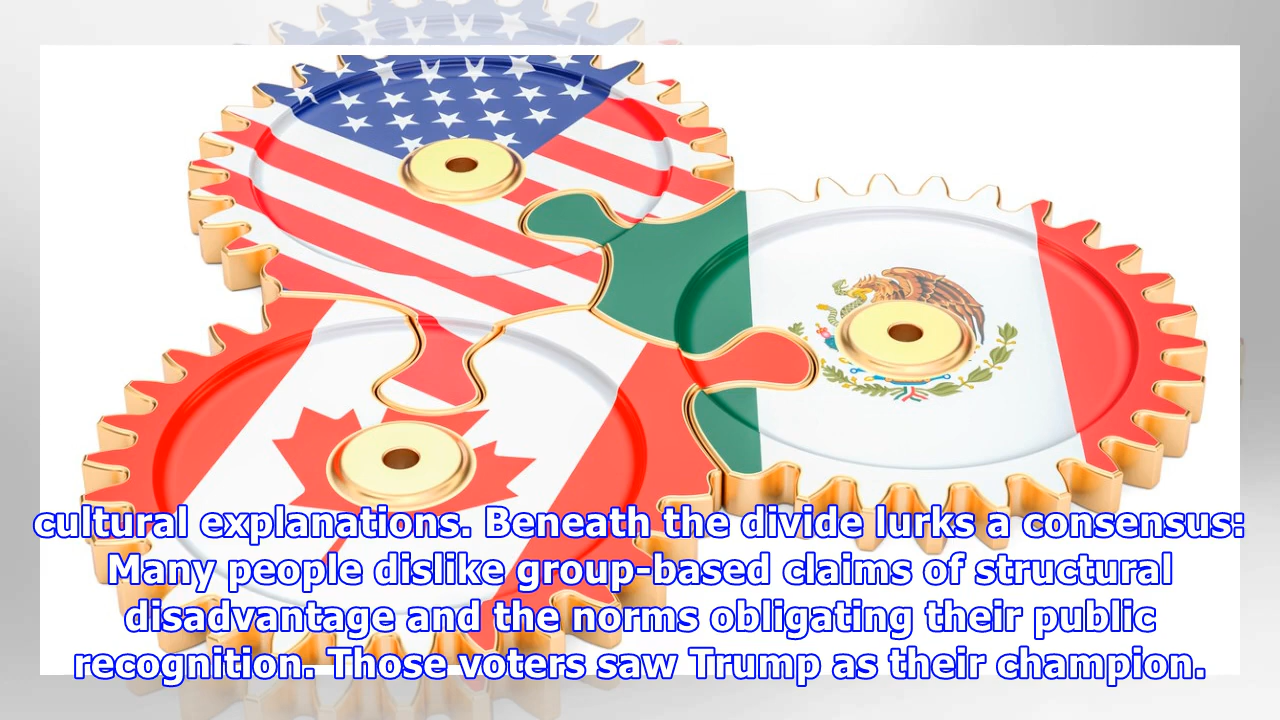 cultural explanations. Beneath the divide lurks a consensus:
Many people dislike group-based claims of structural
disadvantage and the norms obligating their public
recognition. Those voters saw Trump as their champion.